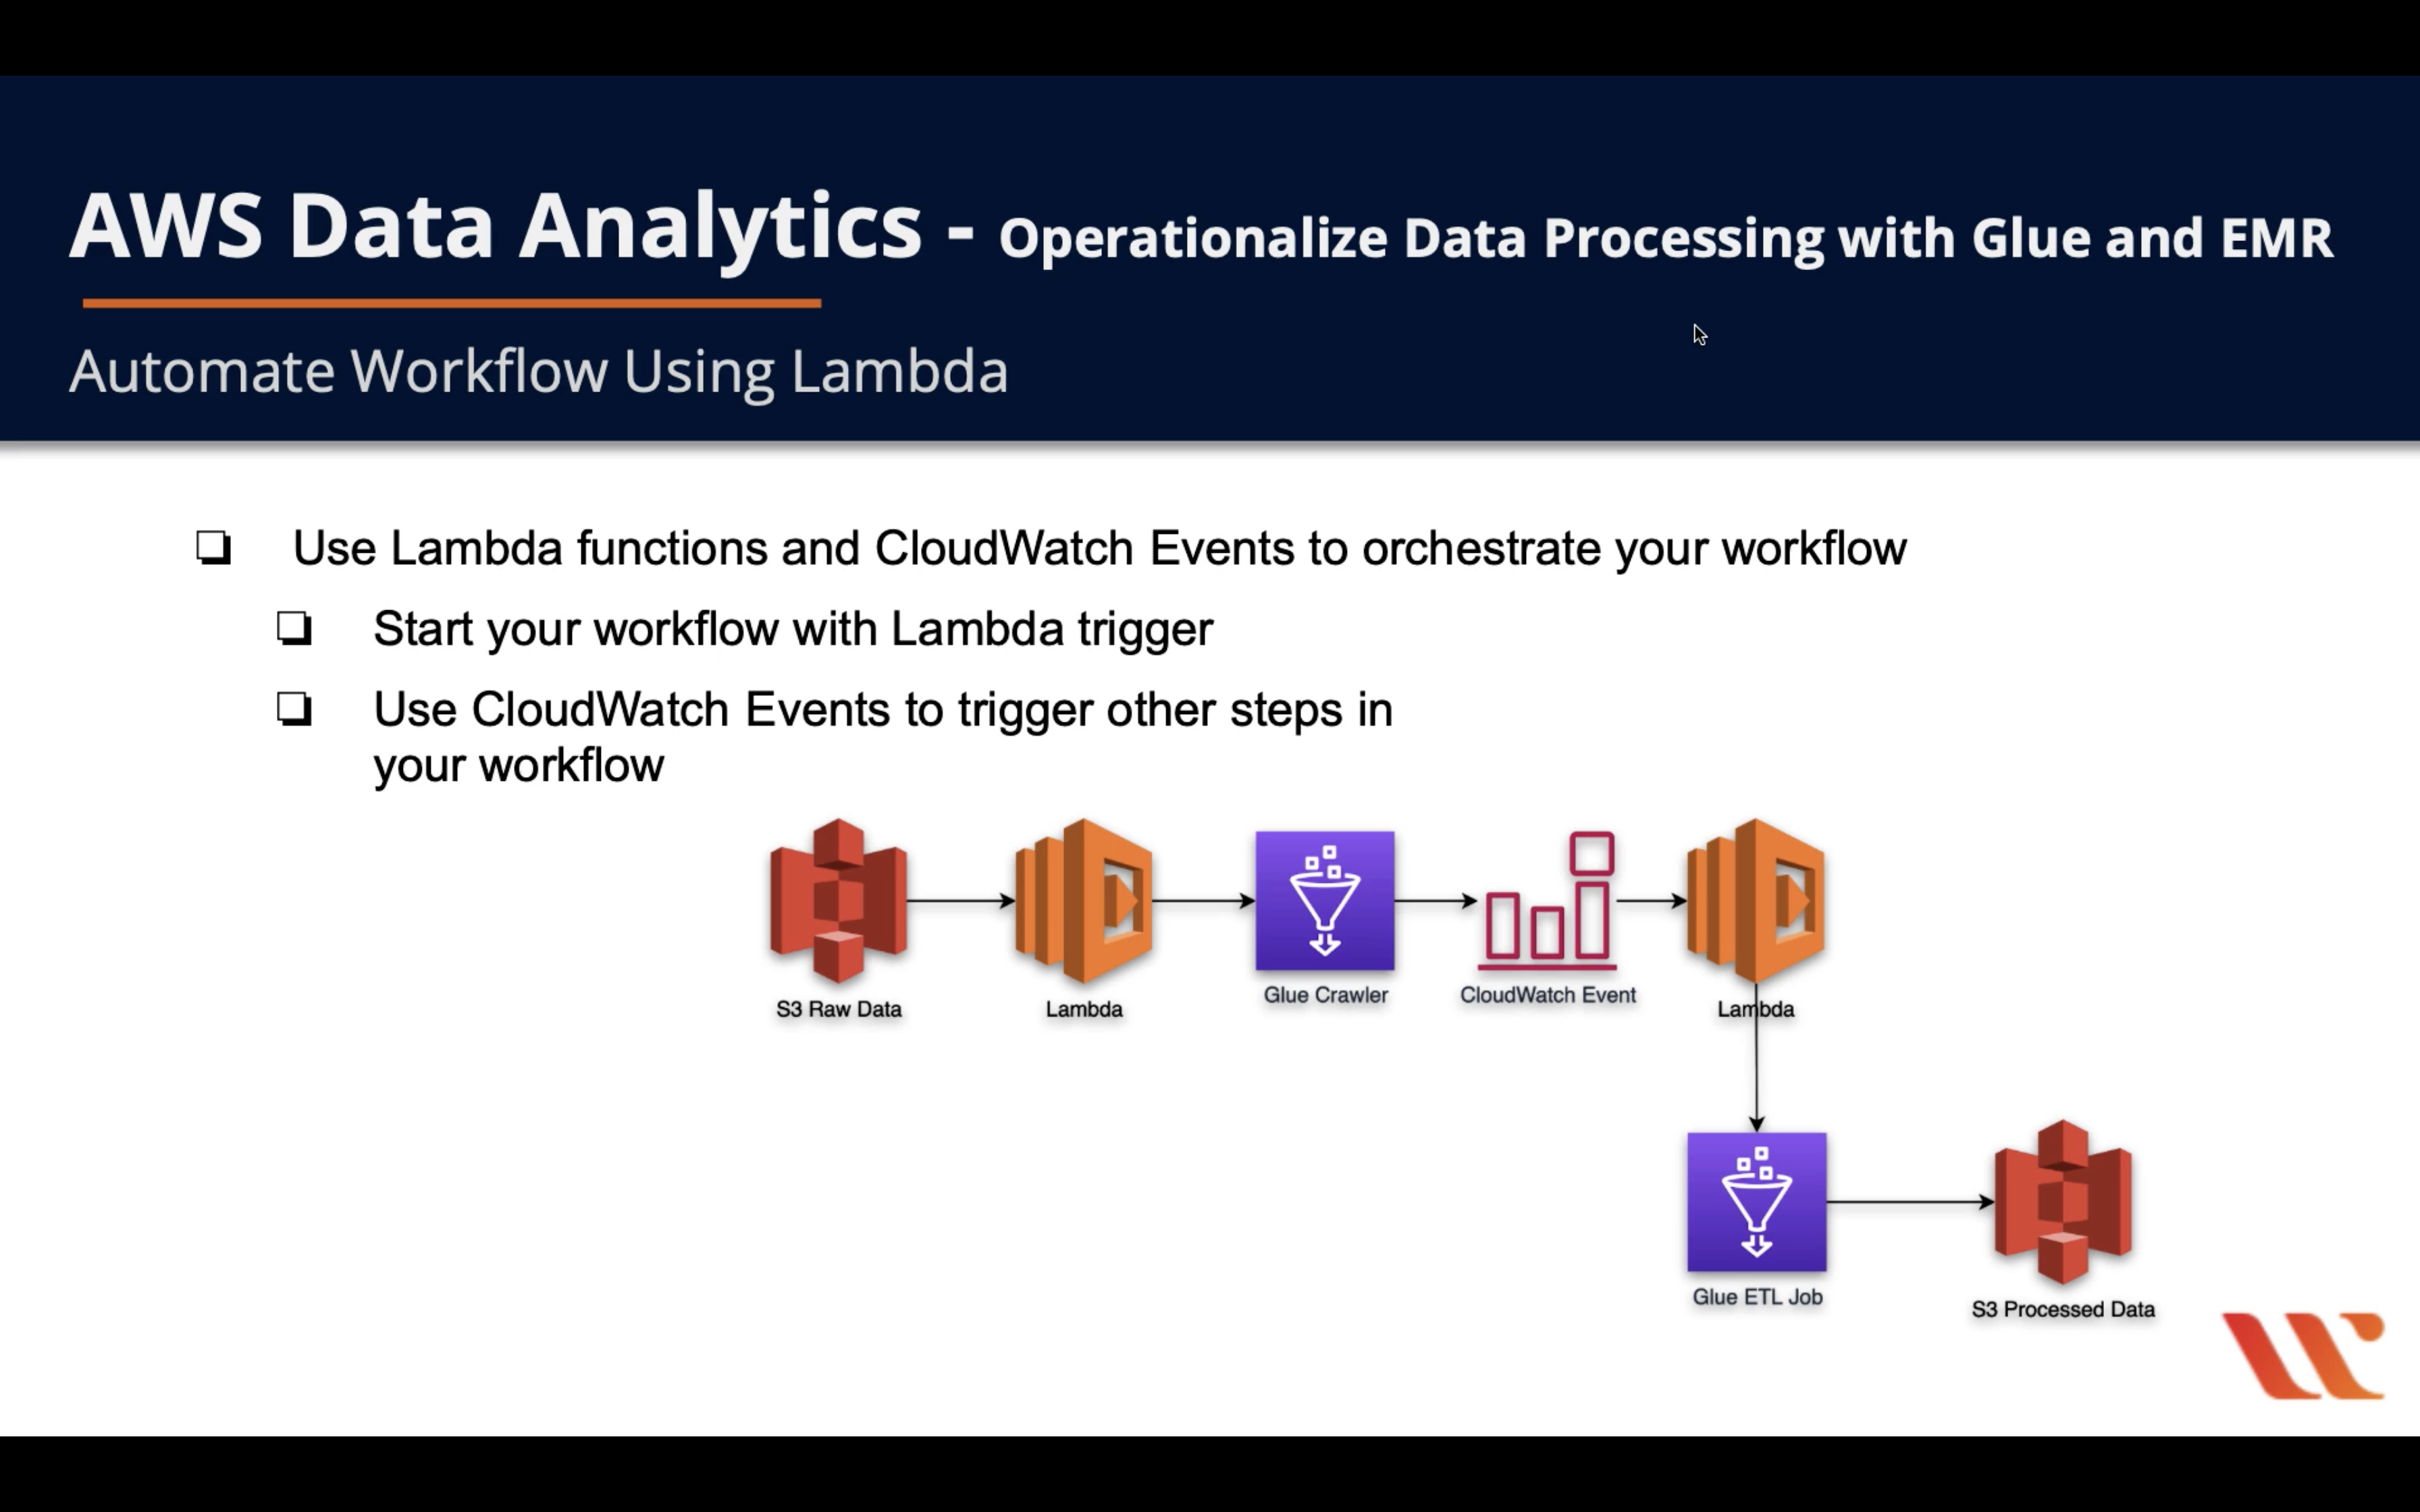 AWS Data Analytics - Operationalize Data Processing with Glue and EMR
Automate Workflow Using Lambda
Use Lambda functions and CloudWatch Events to orchestrate your workflow
Start your workflow with Lambda trigger
Use CloudWatch Events to trigger other steps in
your workflow
S3 Raw Data
Lambda
Glue Crawler
CloudWatch Event
Lambda
Glue ETL Job
S3 Processed Data